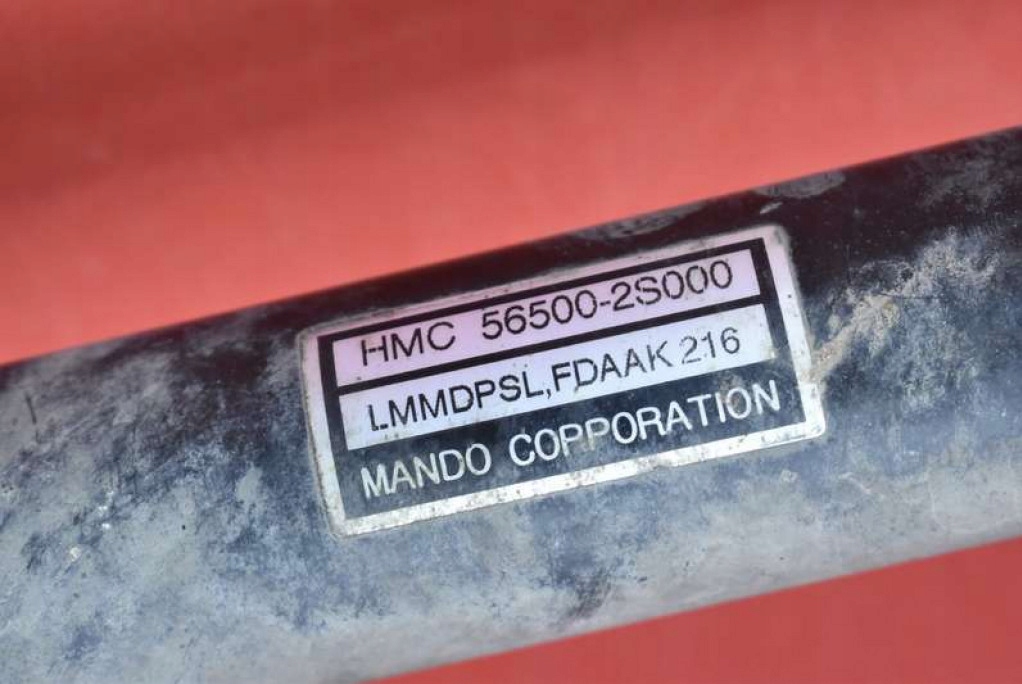 HMC 56500-2S000
LMMDPSL,FDAAK 216
MANDO COPPORATION